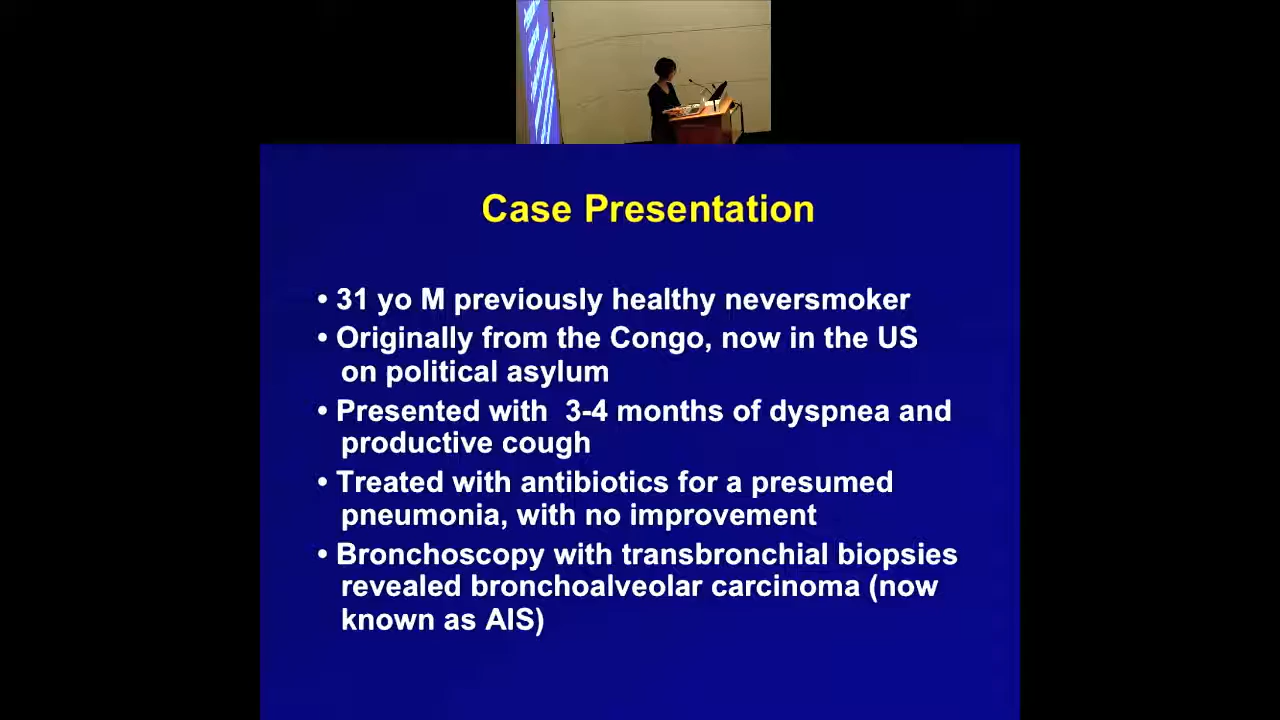 Case Presentation
• 31 yo M previously healthy neversmoker
• Originally from the Congo, now in the US
on political asylum
• Presented with  3-4 months of dyspnea and
productive cough
• Treated with antibiotics for a presumed
pneumonia, with no improvement
• Bronchoscopy with transbronchial biopsies
revealed bronchoalveolar carcinoma (now
known as AIS)